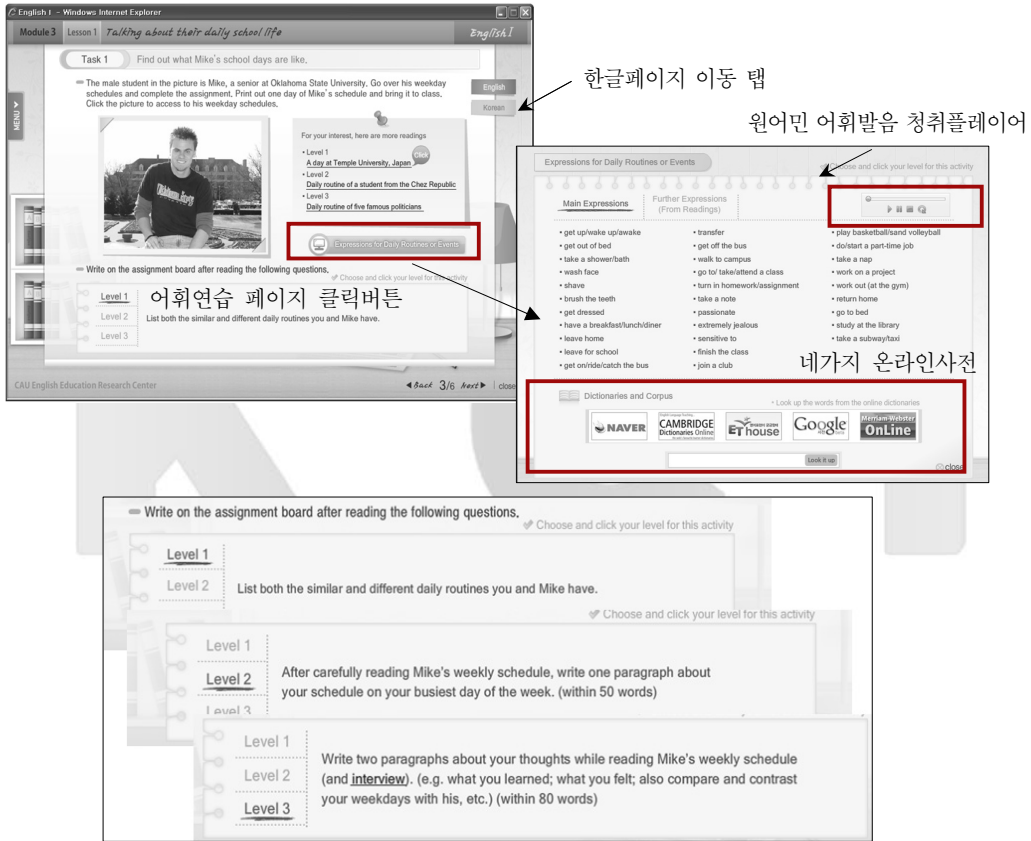 English I - Windows Internet Explorer
Module 3 Lesson 1 Talking about their daily school life English I
Task 1 Find out what Mike's school days are like.
The male student in the picture is Mike, a senior at Oklahoma State University. Go over his weekday
schedules and complete the assignment. Print out one day of Mike's schedule and bring it to class.
Click the picture to access to his weekday schedules.
English
Korean
MENU
For your interest, here are more readings
• Level 1
A day at Temple University, Japan
Click
• Level 2
Daily routine of a student from the Chez Republic
• Level 3
Daily routine of five famous politicians
Expressions for Daily Routines or Events
Write on the assignment board after reading the following questions.
Choose and click your level for this activity
Level 1
Level 2
Level 3
List both the similar and different daily routines you and Mike have.
어휘연습 페이지 클릭버튼
CAU English Education Research Center
Back 3/6 Next | close
한글페이지 이동 탭
원어민 어휘발음 청취플레이어
Expressions for Daily Routines or Events
Choose and click your level for this activity
Main Expressions
Further Expressions
(From Readings)
• get up/wake up/awake
• get out of bed
• take a shower/bath
• wash face
• shave
• brush the teeth
• get dressed
• have a breakfast/lunch/diner
• leave home
• leave for school
• get on/ride/catch the bus
• transfer
• get off the bus
• walk to campus
• go to/ take/attend a class
• turn in homework/assignment
• take a note
• passionate
• extremely jealous
• sensitive to
• finish the class
• join a club
• play basketball/sand volleyball
• do/start a part-time job
• take a nap
• work on a project
• work out (at the gym)
• return home
• go to bed
• study at the library
• take a subway/taxi
네가지 온라인사전
Dictionaries and Corpus
• Look up the words from the online dictionaries
NAVER
CAMBRIDGE
Dictionaries Online
EThouse
Google
Merriam-Webster
OnLine
Look it up
close
Write on the assignment board after reading the following questions.
Choose and click your level for this activity
Level 1
Level 2
List both the similar and different daily routines you and Mike have.
Choose and click your level for this activity
Level 1
Level 2
Level 3
After carefully reading Mike's weekly schedule, write one paragraph about
your schedule on your busiest day of the week. (within 50 words)
Level 1
Level 2
Level 3
Write two paragraphs about your thoughts while reading Mike's weekly schedule
(and interview). (e.g. what you learned; what you felt; also compare and contrast
your weekdays with his, etc.) (within 80 words)